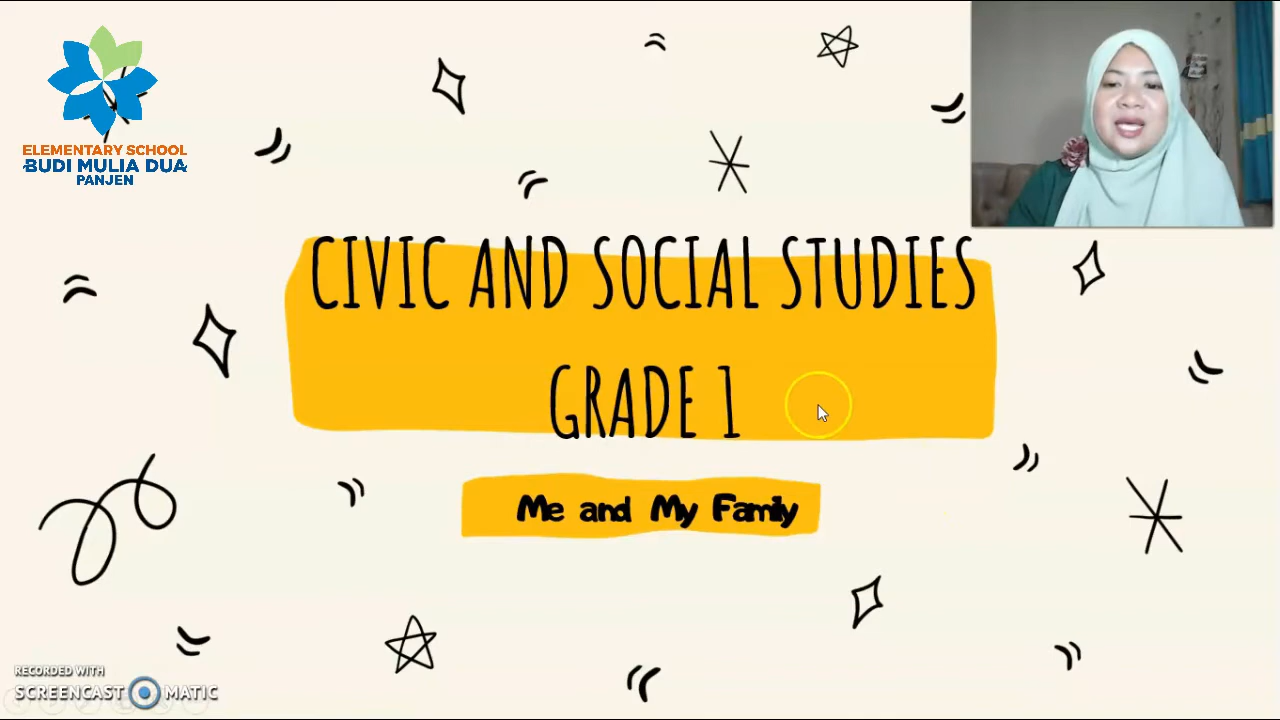 ELEMENTARY SCHOOL
BUDI MULIA DUA
PANJEN
CIVIC AND SOCIAL STUDIES
GRADE 1
Me and My Family
RECORDED WITH
SCREENCAST MATIC